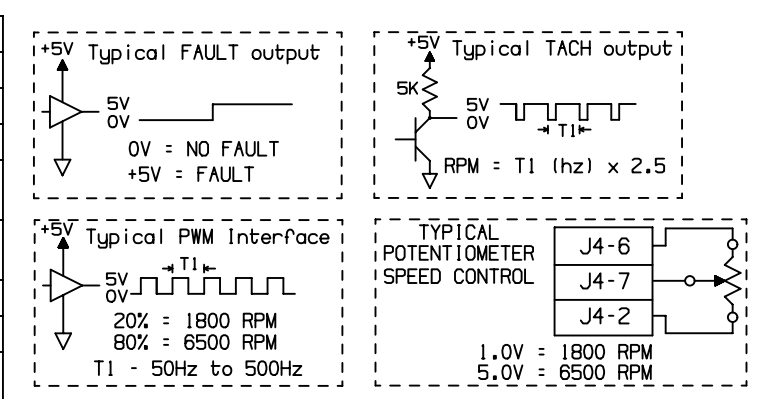 +5V Typical FAULT output
5V
0V
0V = NO FAULT
+5V = FAULT
+5V Typical TACH output
5K
5V
0V
T1
RPM = T1 (hz) x 2.5
+5V Typical PWM Interface
T1
5V
0V
20% = 1800 RPM
80% = 6500 RPM
T1 - 50Hz to 500Hz
TYPICAL
POTENTIOMETER
SPEED CONTROL
J4-6
J4-7
J4-2
1.0V = 1800 RPM
5.0V = 6500 RPM